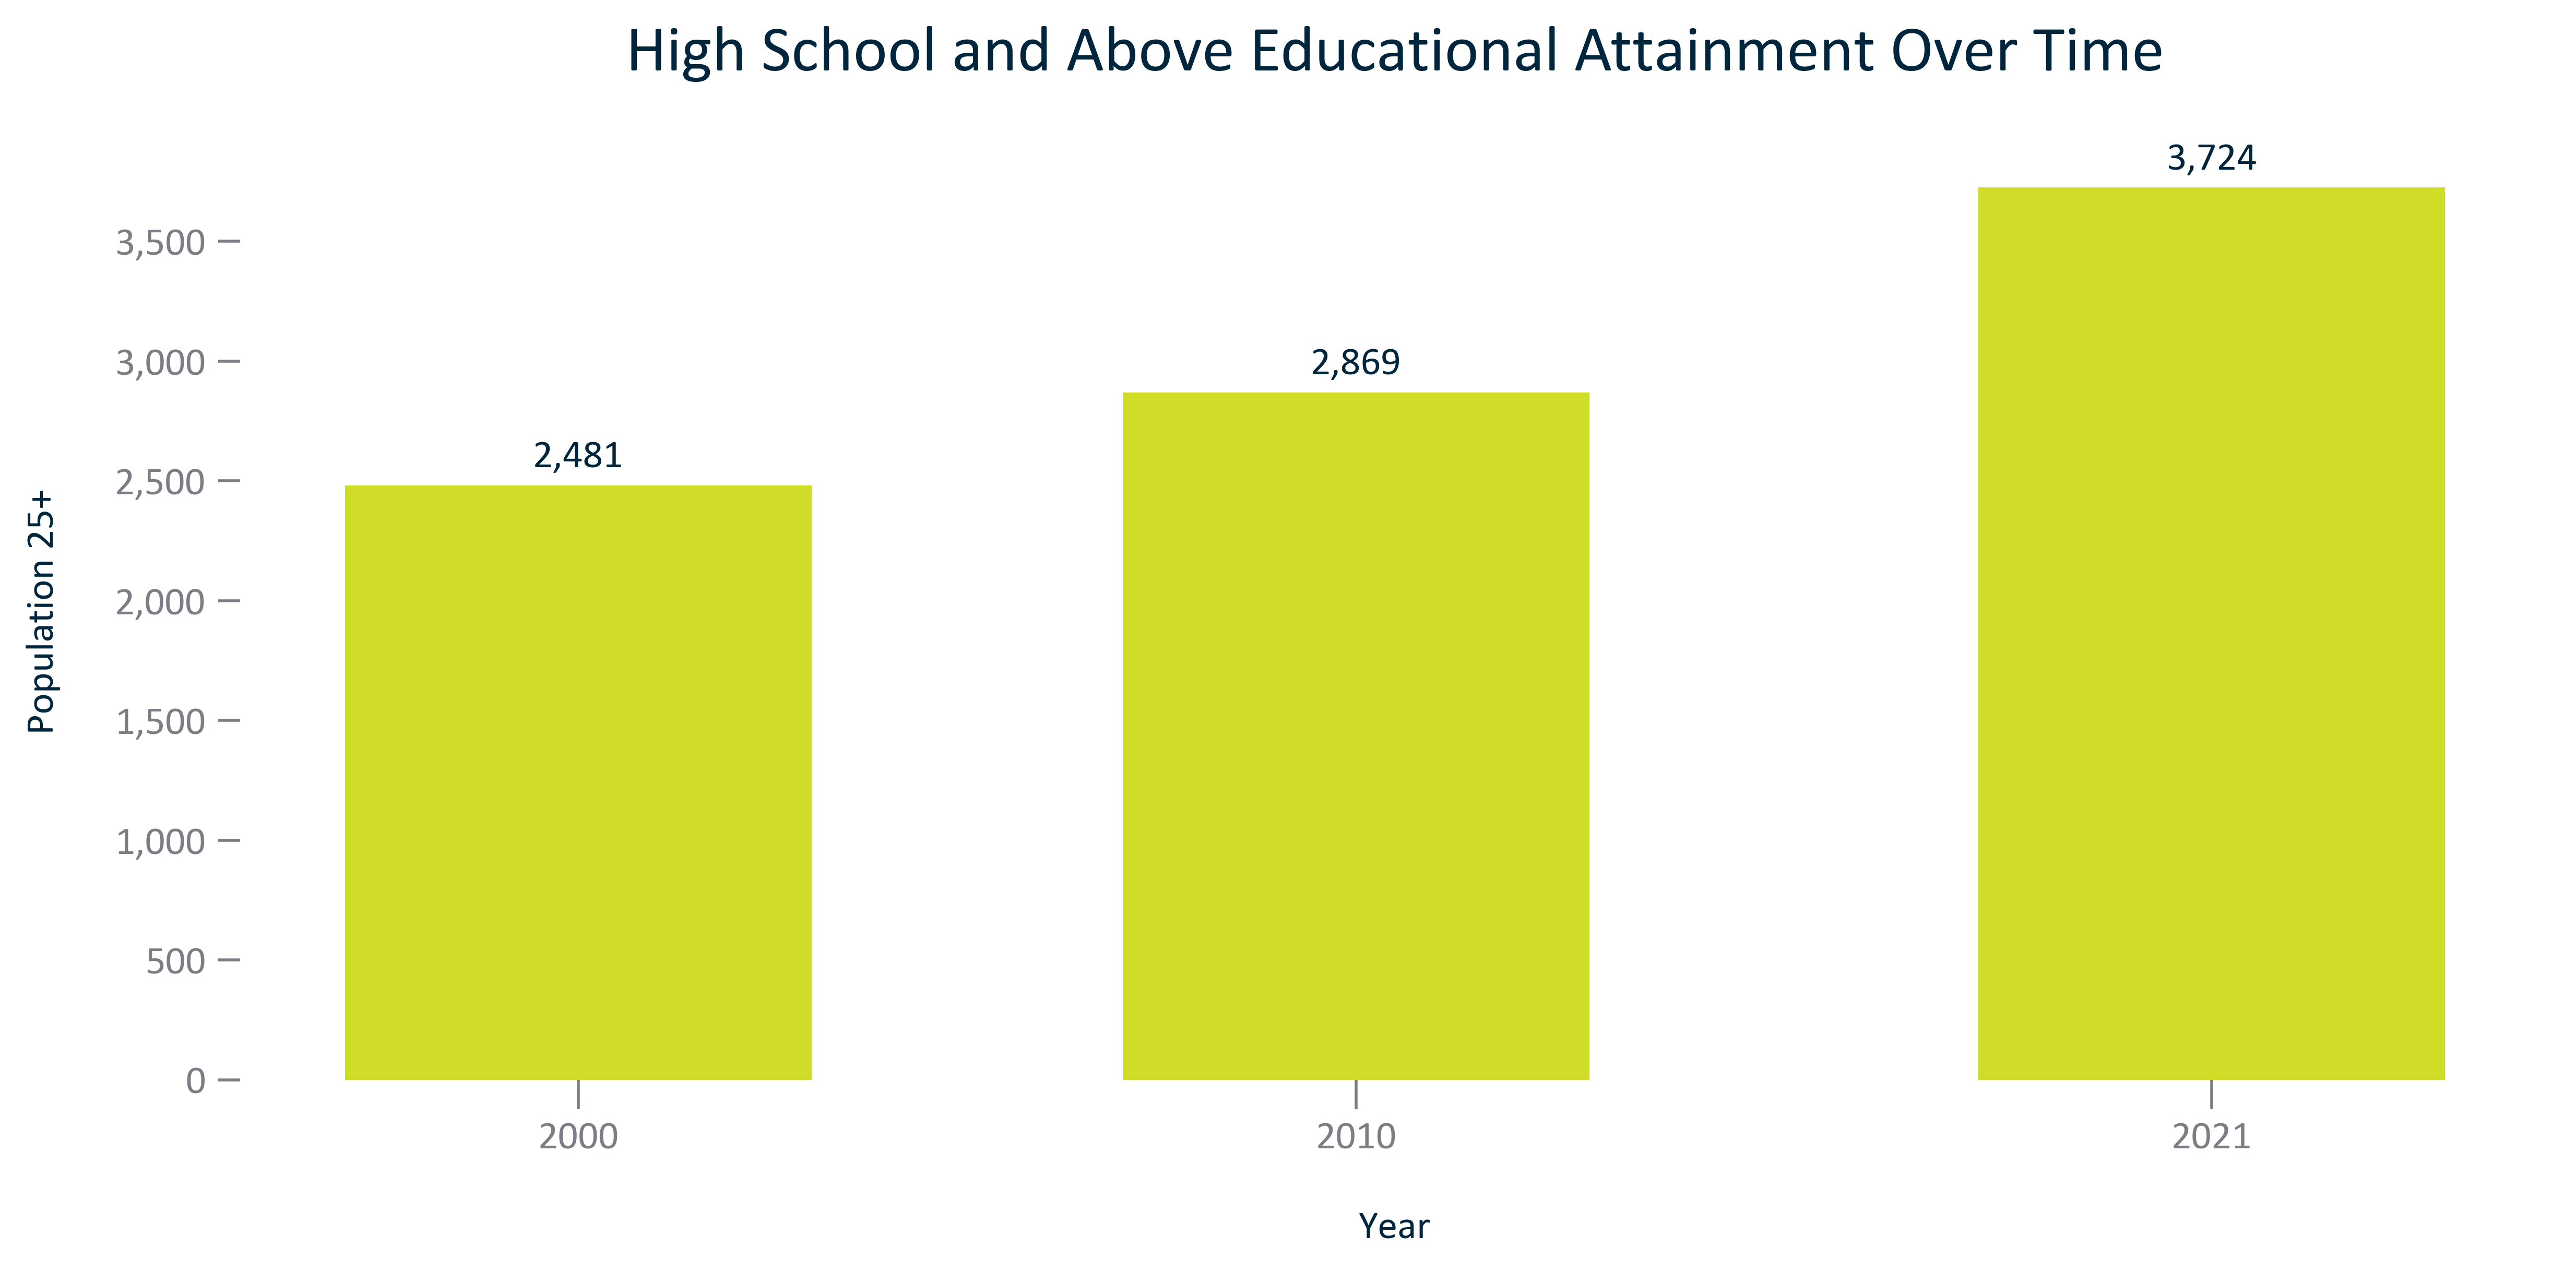 High School and Above Educational Attainment Over Time
3,724
3,500
3,000
2,869
2,481
2,500
Population 25+
2,000
1,500
1,000
500
0
2000 2010 2021
Year